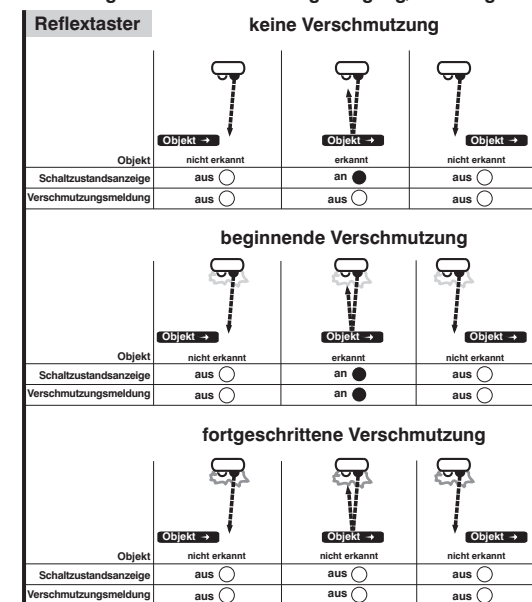 Reflextaster
keine Verschmutzung
Objekt → Objekt → Objekt →
Objekt nicht erkannt erkannt nicht erkannt
Schaltzustandsanzeige aus an aus
Verschmutzungsmeldung aus aus aus
beginnende Verschmutzung
Objekt → Objekt → Objekt →
Objekt nicht erkannt erkannt nicht erkannt
Schaltzustandsanzeige aus an aus
Verschmutzungsmeldung aus an aus
fortgeschrittene Verschmutzung
Objekt → Objekt → Objekt →
Objekt nicht erkannt nicht erkannt nicht erkannt
Schaltzustandsanzeige aus aus aus
Verschmutzungsmeldung aus aus aus